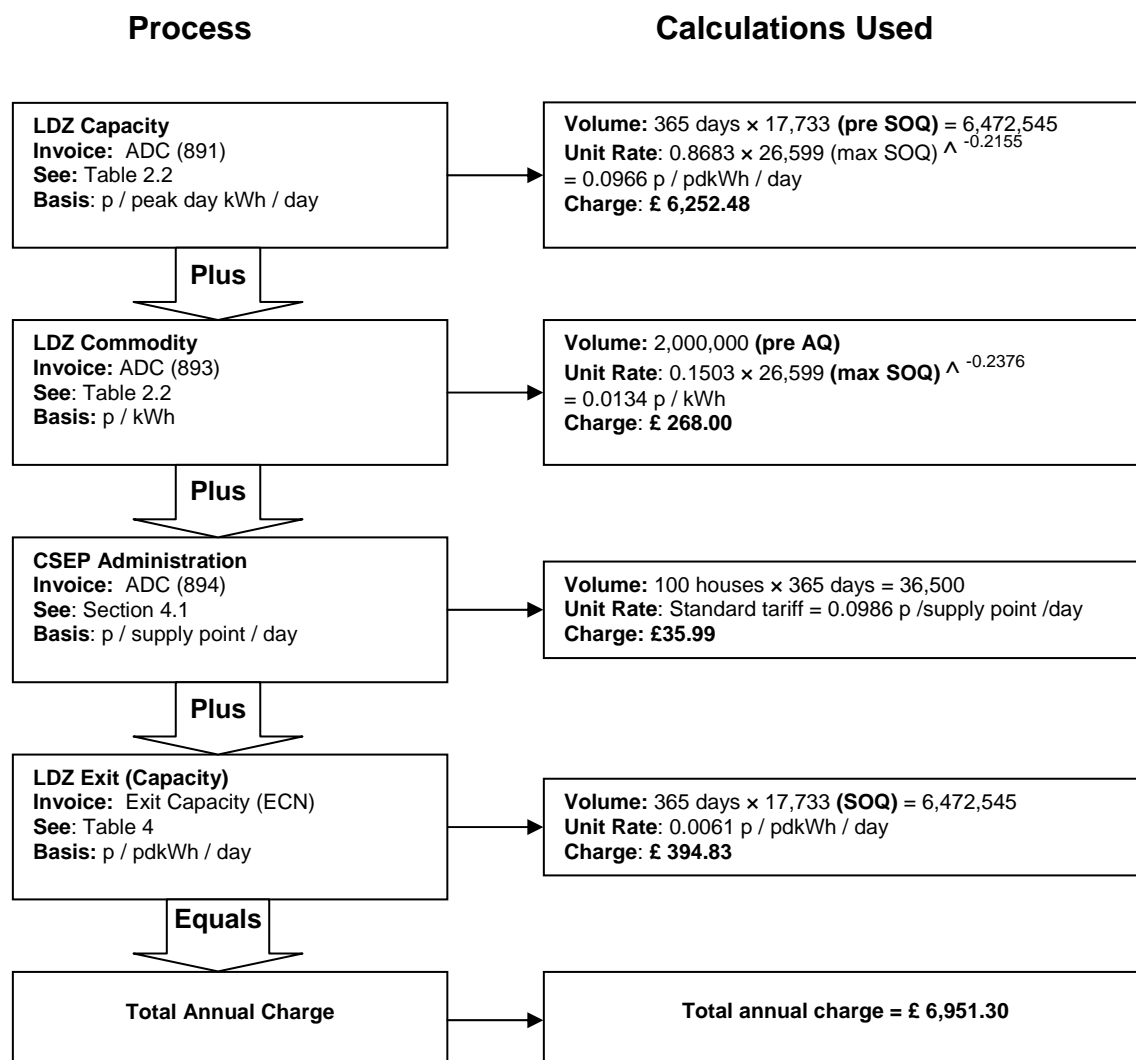 Process
Calculations Used
LDZ Capacity
Invoice: ADC (891)
See: Table 2.2
Basis: p / peak day kWh / day
Volume: 365 days × 17,733 (pre SOQ) = 6,472,545
Unit Rate: 0.8683 × 26,599 (max SOQ) ^ -0.2155
= 0.0966 p / pdkWh / day
Charge: £ 6,252.48
Plus
LDZ Commodity
Invoice: ADC (893)
See: Table 2.2
Basis: p / kWh
Volume: 2,000,000 (pre AQ)
Unit Rate: 0.1503 × 26,599 (max SOQ) ^ -0.2376
= 0.0134 p / kWh
Charge: £ 268.00
Plus
CSEP Administration
Invoice: ADC (894)
See: Section 4.1
Basis: p / supply point / day
Volume: 100 houses × 365 days = 36,500
Unit Rate: Standard tariff = 0.0986 p /supply point /day
Charge: £35.99
Plus
LDZ Exit (Capacity)
Invoice: Exit Capacity (ECN)
See: Table 4
Basis: p / pdkWh / day
Volume: 365 days × 17,733 (SOQ) = 6,472,545
Unit Rate: 0.0061 p / pdkWh / day
Charge: £ 394.83
Equals
Total Annual Charge
Total annual charge = £ 6,951.30